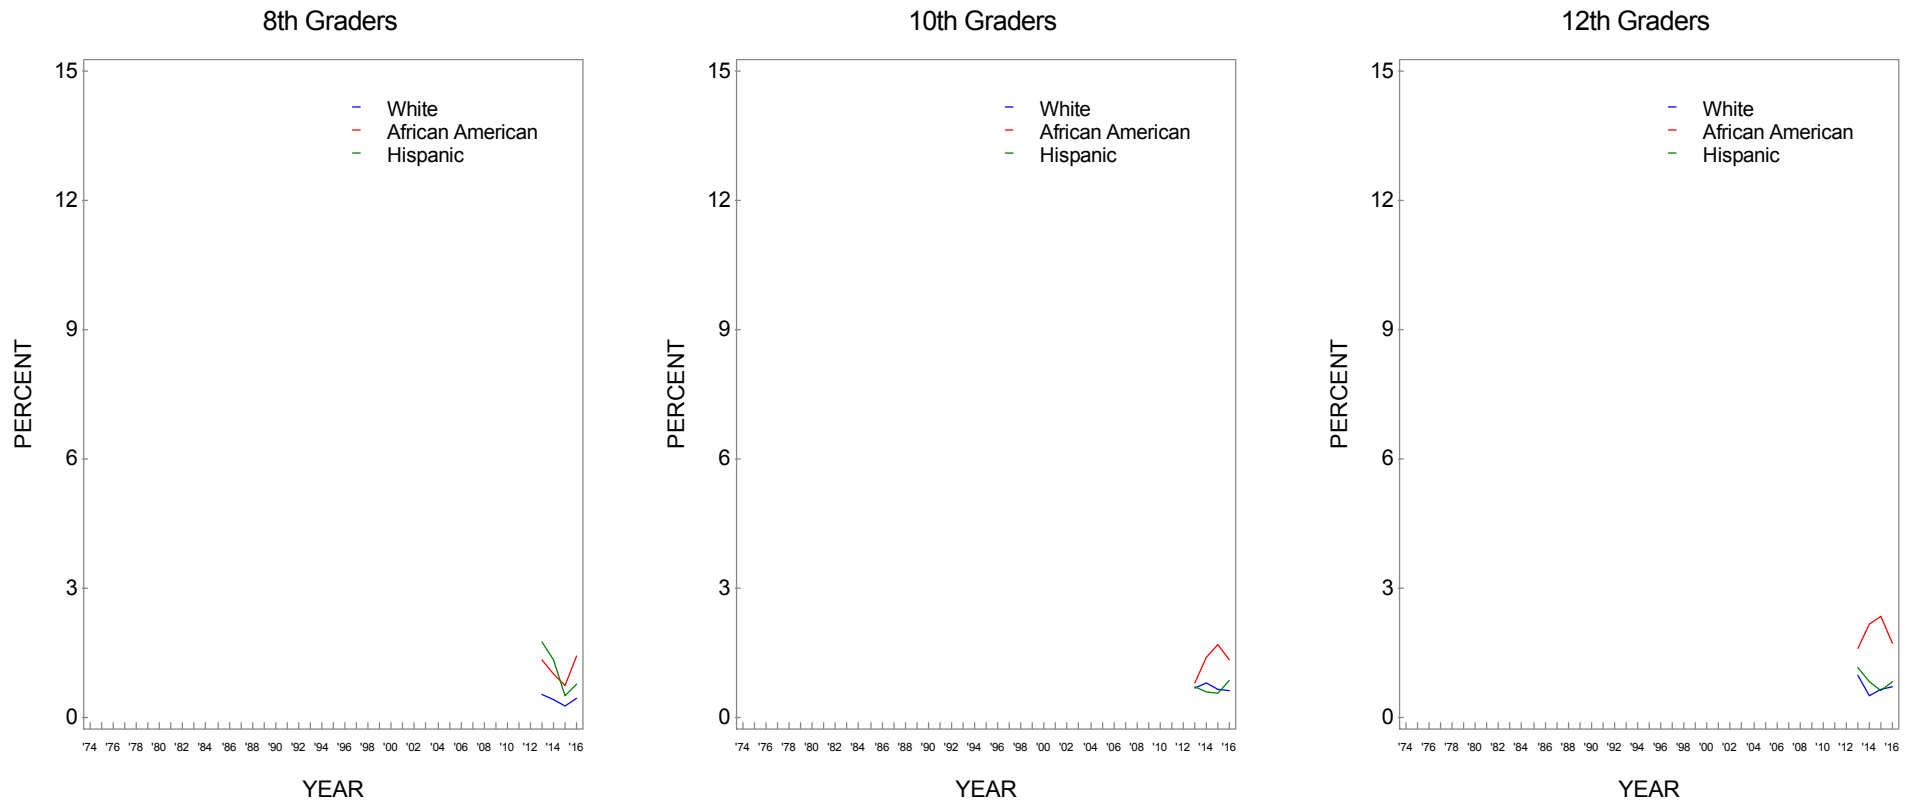 8th Graders
15
12
9
6
3
0
PERCENT
White
African American
Hispanic
'74 '76 '78 '80 '82 '84 '86 '88 '90 '92 '94 '96 '98 '00 '02 '04 '06 '08 '10 '12 '14 '16
YEAR
10th Graders
15
12
9
6
3
0
PERCENT
White
African American
Hispanic
'74 '76 '78 '80 '82 '84 '86 '88 '90 '92 '94 '96 '98 '00 '02 '04 '06 '08 '10 '12 '14 '16
YEAR
12th Graders
15
12
9
6
3
0
PERCENT
White
African American
Hispanic
'74 '76 '78 '80 '82 '84 '86 '88 '90 '92 '94 '96 '98 '00 '02 '04 '06 '08 '10 '12 '14 '16
YEAR